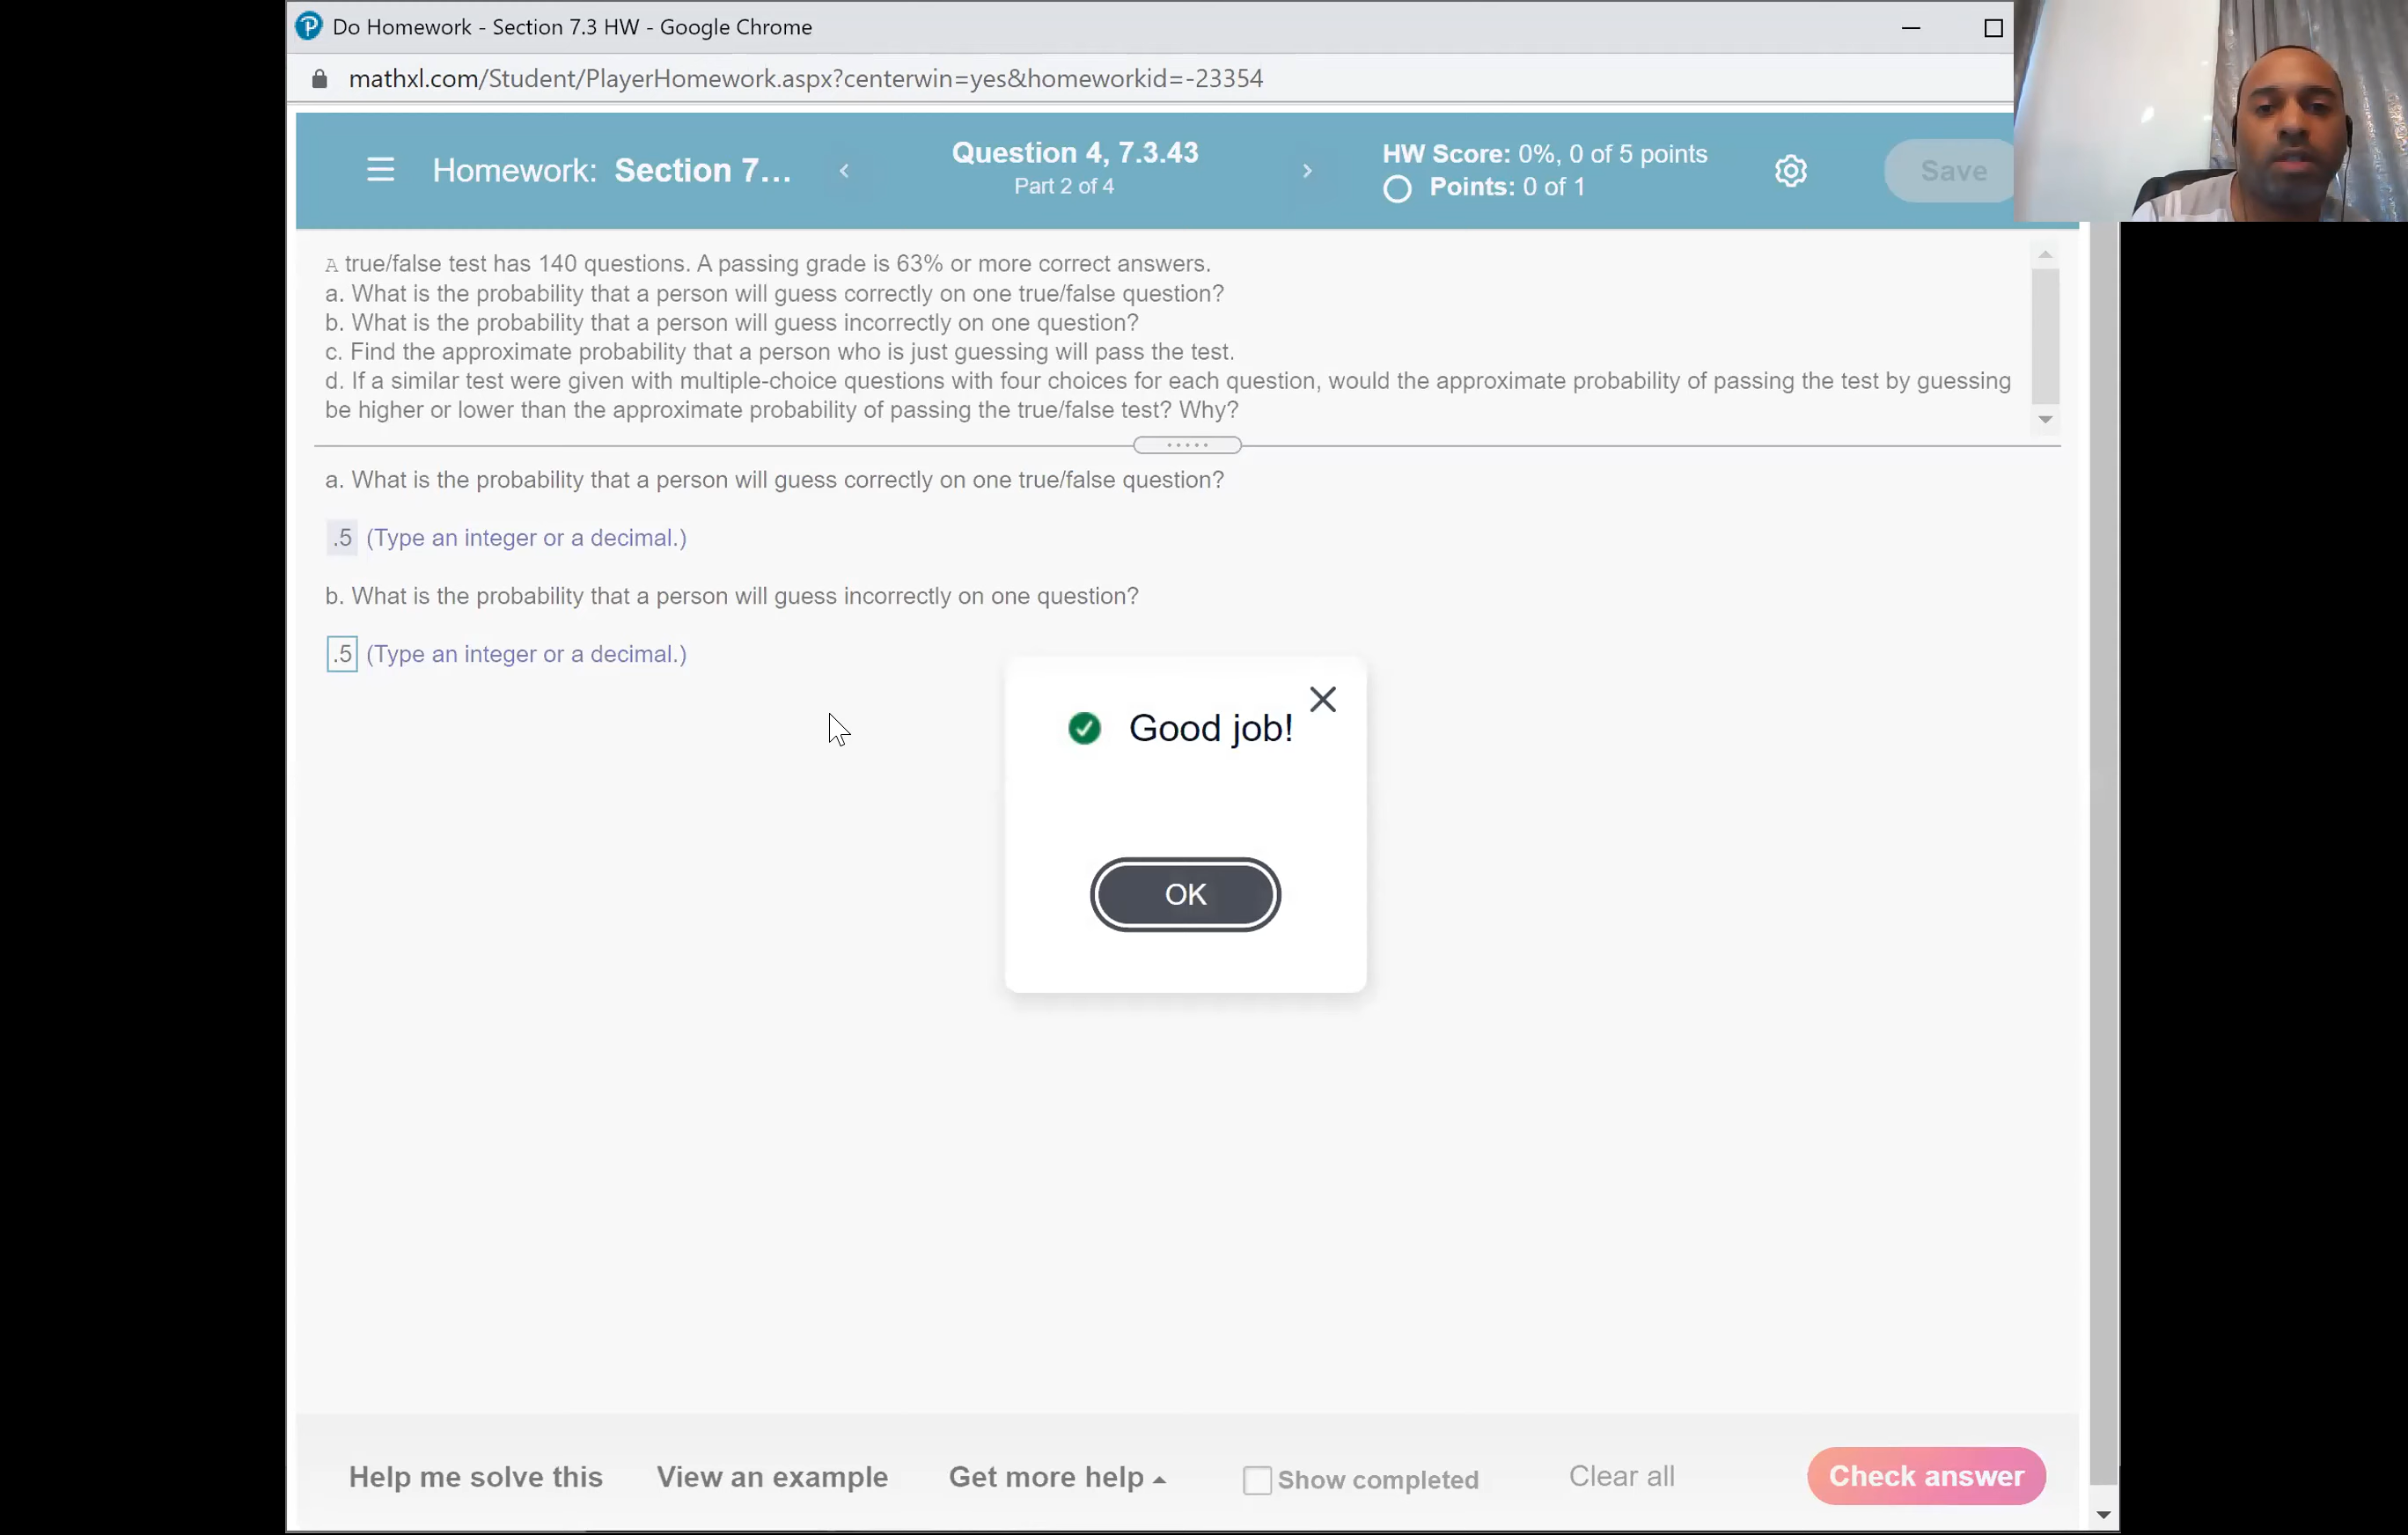 Do Homework - Section 7.3 HW - Google Chrome
mathxl.com/Student/PlayerHomework.aspx?centerwin=yes&homeworkid=-23354
Homework: Section 7...
Question 4, 7.3.43
Part 2 of 4
HW Score: 0%, 0 of 5 points
Points: 0 of 1
Save
A true/false test has 140 questions. A passing grade is 63% or more correct answers.
a. What is the probability that a person will guess correctly on one true/false question?
b. What is the probability that a person will guess incorrectly on one question?
c. Find the approximate probability that a person who is just guessing will pass the test.
d. If a similar test were given with multiple-choice questions with four choices for each question, would the approximate probability of passing the test by guessing
be higher or lower than the approximate probability of passing the true/false test? Why?
a. What is the probability that a person will guess correctly on one true/false question?
.5 (Type an integer or a decimal.)
b. What is the probability that a person will guess incorrectly on one question?
.5 (Type an integer or a decimal.)
Good job!
OK
Help me solve this
View an example
Get more help
Show completed
Clear all
Check answer